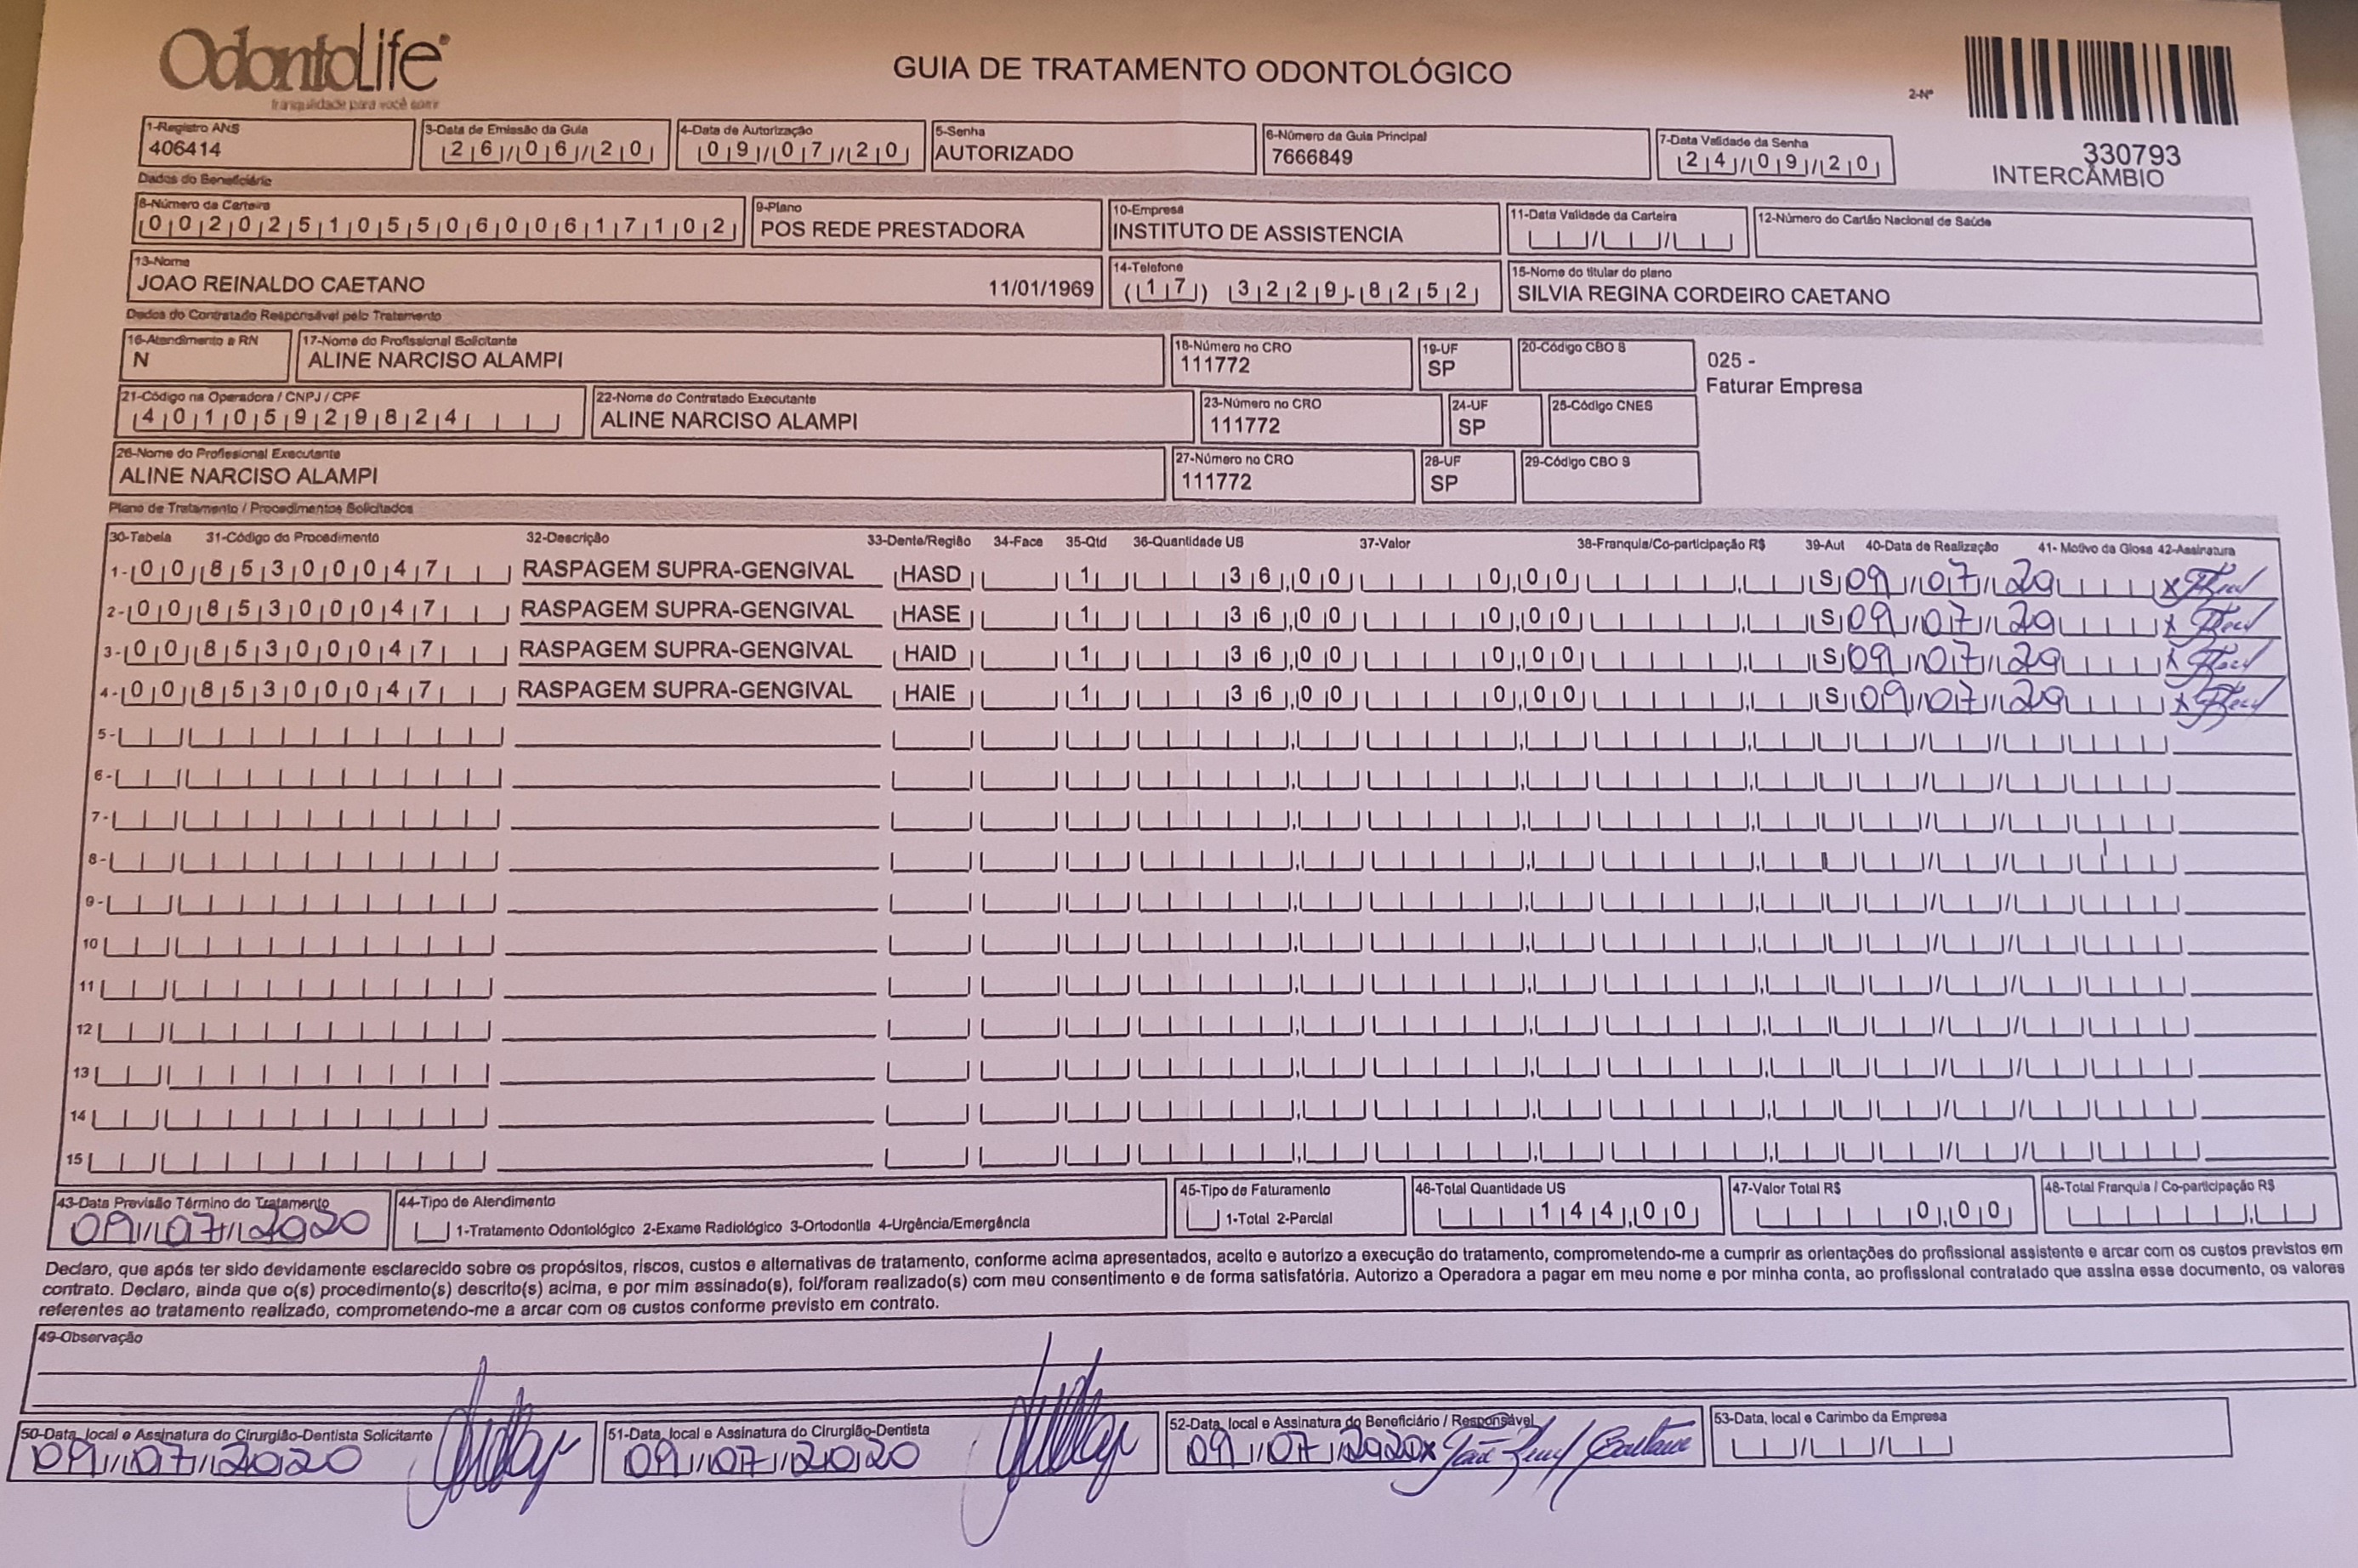 OdontoLife®
tranquilidade para você sorrir
GUIA DE TRATAMENTO ODONTOLÓGICO
2-Nº
330793
INTERCÂMBIO
1-Registro ANS
406414
3-Data de Emissão da Guia
26/06/20
4-Data de Autorização
09/07/20
5-Senha
AUTORIZADO
6-Número da Guia Principal
7666849
7-Data Validade da Senha
24/09/20
Dados do Beneficiário
8-Número da Carteira
00202510550600617102
9-Plano
POS REDE PRESTADORA
10-Empresa
INSTITUTO DE ASSISTENCIA
11-Data Validade da Carteira
12-Número do Cartão Nacional de Saúde
13-Nome
JOAO REINALDO CAETANO 11/01/1969
14-Telefone
(17) 3229-8252
15-Nome do titular do plano
SILVIA REGINA CORDEIRO CAETANO
Dados do Contratado Responsável pelo Tratamento
16-Atendimento a RN
N
17-Nome do Profissional Solicitante
ALINE NARCISO ALAMPI
18-Número no CRO
111772
19-UF
SP
20-Código CBO S
025 -
Faturar Empresa
21-Código na Operadora / CNPJ / CPF
40105929824
22-Nome do Contratado Executante
ALINE NARCISO ALAMPI
23-Número no CRO
111772
24-UF
SP
25-Código CNES
26-Nome do Profissional Executante
ALINE NARCISO ALAMPI
27-Número no CRO
111772
28-UF
SP
29-Código CBO S
Plano de Tratamento / Procedimentos Solicitados
30-Tabela 31-Código do Procedimento 32-Descrição 33-Dente/Região 34-Face 35-Qtd 36-Quantidade US 37-Valor 38-Franquia/Co-participação R$ 39-Aut 40-Data de Realização 41- Motivo da Glosa 42-Assinatura
1- 00 85300047 RASPAGEM SUPRA-GENGIVAL HASD 1 36,00 0,00 S 09/07/20 x
2- 00 85300047 RASPAGEM SUPRA-GENGIVAL HASE 1 36,00 0,00 S 09/07/20 x
3- 00 85300047 RASPAGEM SUPRA-GENGIVAL HAID 1 36,00 0,00 S 09/07/20 x
4- 00 85300047 RASPAGEM SUPRA-GENGIVAL HAIE 1 36,00 0,00 S 09/07/20 x
5-
6-
7-
8-
9-
10
11
12
13
14
15
43-Data Previsão Término do Tratamento
09/07/2020
44-Tipo de Atendimento
1-Tratamento Odontológico 2-Exame Radiológico 3-Ortodontia 4-Urgência/Emergência
45-Tipo de Faturamento
1-Total 2-Parcial
46-Total Quantidade US
144,00
47-Valor Total R$
0,00
48-Total Franquia / Co-participação R$
Declaro, que após ter sido devidamente esclarecido sobre os propósitos, riscos, custos e alternativas de tratamento, conforme acima apresentados, aceito e autorizo a execução do tratamento, comprometendo-me a cumprir as orientações do profissional assistente e arcar com os custos previstos em
contrato. Declaro, ainda que o(s) procedimento(s) descrito(s) acima, e por mim assinado(s), foi/foram realizado(s) com meu consentimento e de forma satisfatória. Autorizo a Operadora a pagar em meu nome e por minha conta, ao profissional contratado que assina esse documento, os valores
referentes ao tratamento realizado, comprometendo-me a arcar com os custos conforme previsto em contrato.
49-Observação
50-Data, local e Assinatura do Cirurgião-Dentista Solicitante
09/07/2020
51-Data, local e Assinatura do Cirurgião-Dentista
09/07/2020
52-Data, local e Assinatura do Beneficiário / Responsável
09/07/2020 x
53-Data, local e Carimbo da Empresa